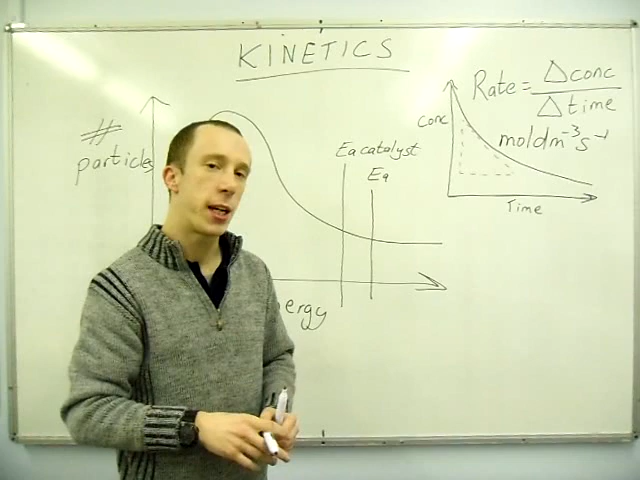 KINETICS
# particles
Ea catalyst
Ea
ergy
Rate = Δconc
Δtime
moldm⁻³s⁻¹
Conc
Time